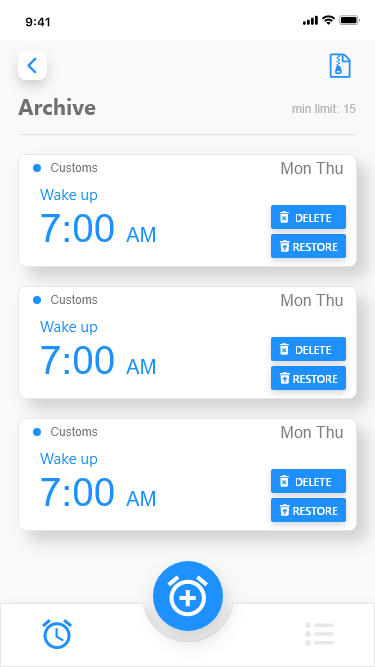 9:41
Archive
min limit: 15
Customs
Mon Thu
Wake up
7:00 AM
DELETE
RESTORE
Customs
Mon Thu
Wake up
7:00 AM
DELETE
RESTORE
Customs
Mon Thu
Wake up
7:00 AM
DELETE
RESTORE